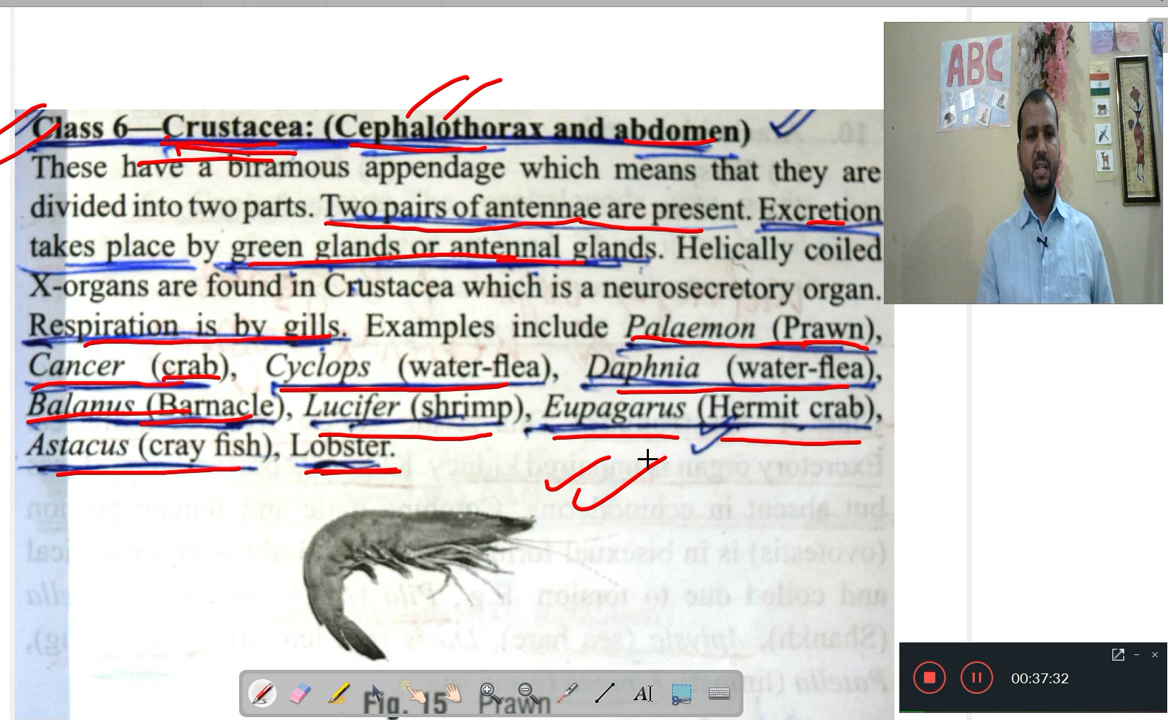 ABC
Class 6—Crustacea: (Cephalothorax and abdomen)
These have a biramous appendage which means that they are
divided into two parts. Two pairs of antennae are present. Excretion
takes place by green glands or antennal glands. Helically coiled
X-organs are found in Crustacea which is a neurosecretory organ.
Respiration is by gills. Examples include Palaemon (Prawn),
Cancer (crab), Cyclops (water-flea), Daphnia (water-flea),
Balanus (Barnacle), Lucifer (shrimp), Eupagarus (Hermit crab),
Astacus (cray fish), Lobster.
Fig. 15 Prawn
00:37:32